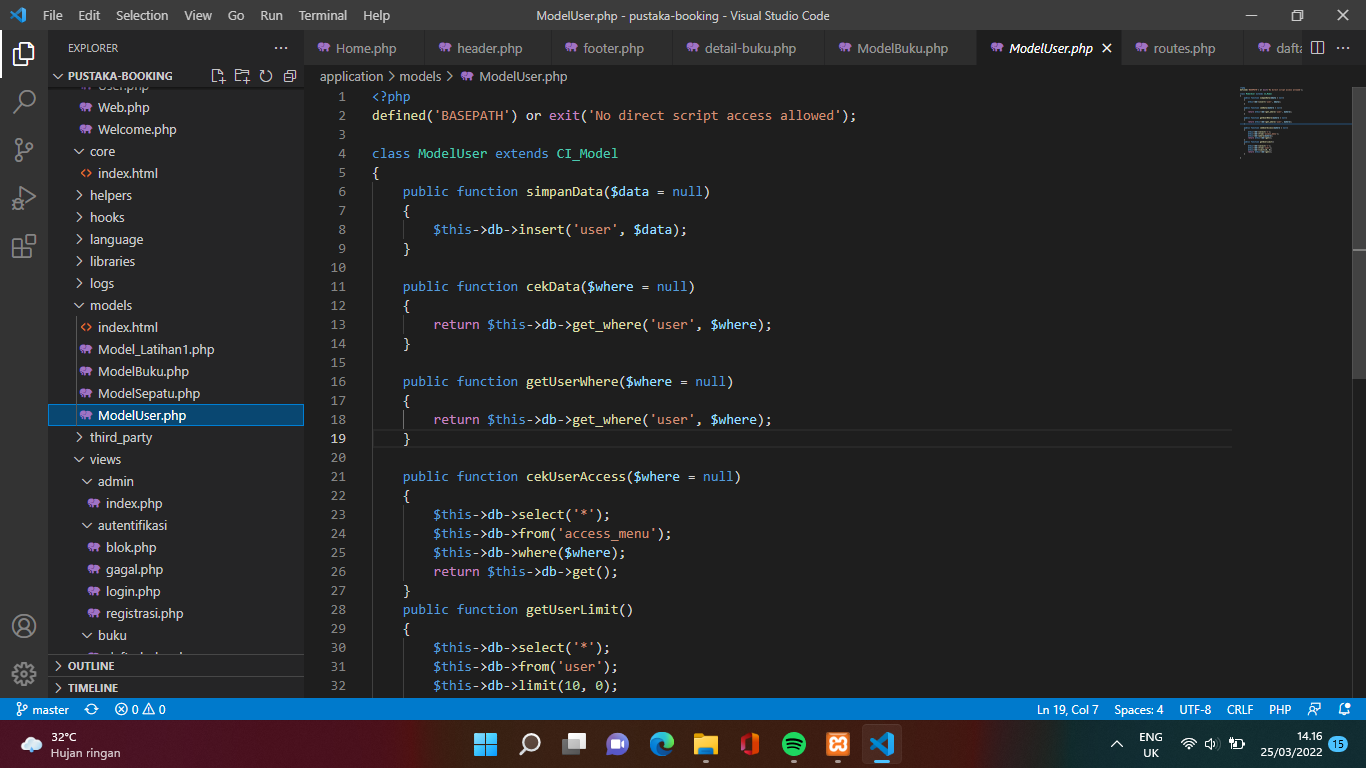 File Edit Selection View Go Run Terminal Help
ModelUser.php - pustaka-booking - Visual Studio Code
EXPLORER
PUSTAKA-BOOKING
User.php
Web.php
Welcome.php
core
index.html
helpers
hooks
language
libraries
logs
models
index.html
Model_Latihan1.php
ModelBuku.php
ModelSepatu.php
ModelUser.php
third_party
views
admin
index.php
autentifikasi
blok.php
gagal.php
login.php
registrasi.php
buku
OUTLINE
TIMELINE
Home.php header.php footer.php detail-buku.php ModelBuku.php ModelUser.php routes.php dafta
application > models > ModelUser.php
1 <?php
2 defined('BASEPATH') or exit('No direct script access allowed');
3
4 class ModelUser extends CI_Model
5 {
6 public function simpanData($data = null)
7 {
8 $this->db->insert('user', $data);
9 }
10
11 public function cekData($where = null)
12 {
13 return $this->db->get_where('user', $where);
14 }
15
16 public function getUserWhere($where = null)
17 {
18 return $this->db->get_where('user', $where);
19 }
20
21 public function cekUserAccess($where = null)
22 {
23 $this->db->select('*');
24 $this->db->from('access_menu');
25 $this->db->where($where);
26 return $this->db->get();
27 }
28 public function getUserLimit()
29 {
30 $this->db->select('*');
31 $this->db->from('user');
32 $this->db->limit(10, 0);
master 0 0 Ln 19, Col 7 Spaces: 4 UTF-8 CRLF PHP
32°C
Hujan ringan
ENG
UK
14.16
25/03/2022
15